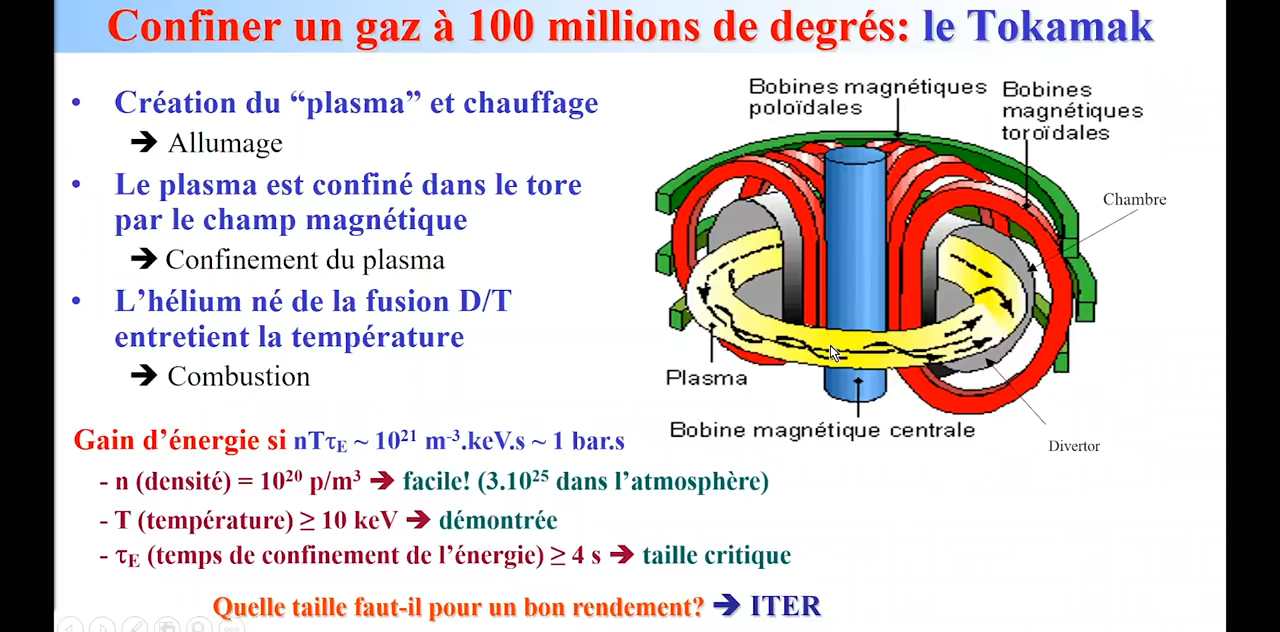 Confiner un gaz à 100 millions de degrés: le Tokamak
• Création du “plasma” et chauffage
➔ Allumage
• Le plasma est confiné dans le tore
par le champ magnétique
➔ Confinement du plasma
• L’hélium né de la fusion D/T
entretient la température
➔ Combustion
Bobines magnétiques
poloïdales
Bobines
magnétiques
toroïdales
Chambre
Plasma
Bobine magnétique centrale
Divertor
Gain d’énergie si nTτE ~ 10²¹ m⁻³.keV.s ~ 1 bar.s
- n (densité) = 10²⁰ p/m³ ➔ facile! (3.10²⁵ dans l’atmosphère)
- T (température) ≥ 10 keV ➔ démontrée
- τE (temps de confinement de l’énergie) ≥ 4 s ➔ taille critique
Quelle taille faut-il pour un bon rendement? ➔ ITER